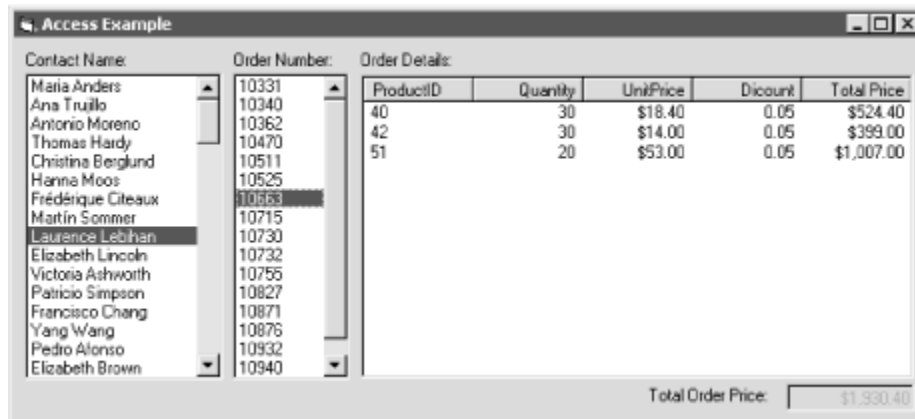 Access Example
Contact Name:
Maria Anders
Ana Trujillo
Antonio Moreno
Thomas Hardy
Christina Berglund
Hanna Moos
Frédérique Citeaux
Martín Sommer
Laurence Lebihan
Elizabeth Lincoln
Victoria Ashworth
Patricio Simpson
Francisco Chang
Yang Wang
Pedro Afonso
Elizabeth Brown
Order Number:
10331
10340
10362
10470
10511
10525
10663
10715
10730
10732
10755
10827
10871
10876
10932
10940
Order Details:
ProductID Quantity UnitPrice Dicount Total Price
40 30 $18.40 0.05 $524.40
42 30 $14.00 0.05 $399.00
51 20 $53.00 0.05 $1,007.00
Total Order Price: $1,930.40